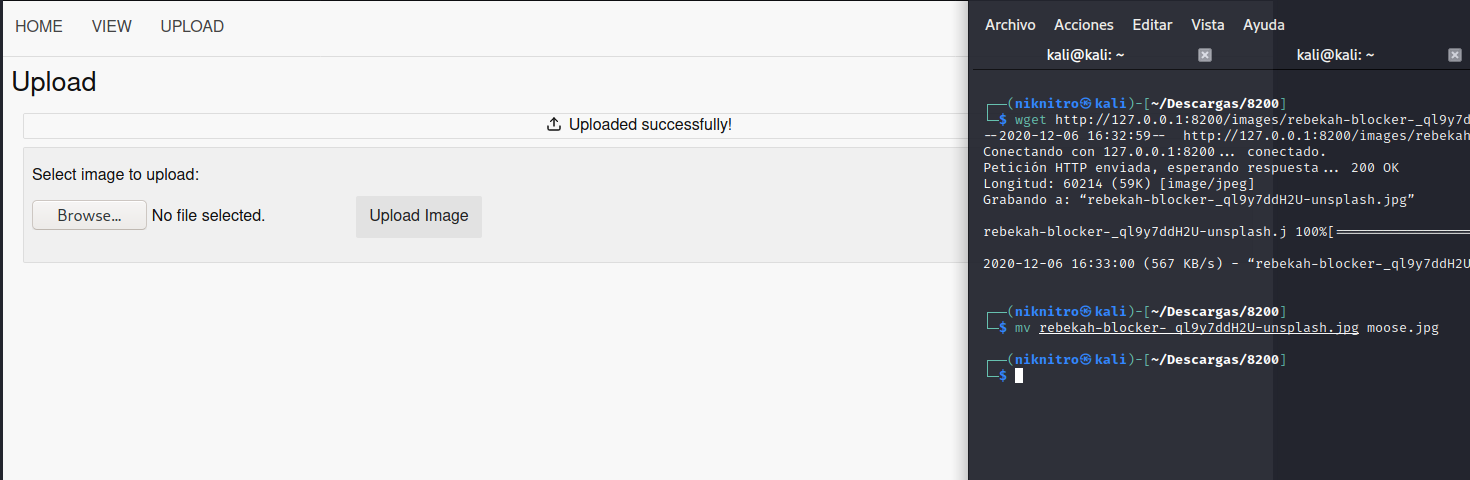 HOME VIEW UPLOAD
Upload
Uploaded successfully!
Select image to upload:
Browse... No file selected. Upload Image
Archivo Acciones Editar Vista Ayuda
kali@kali: ~ kali@kali: ~
(niknitro㉿kali)-[~/Descargas/8200]
$ wget http://127.0.0.1:8200/images/rebekah-blocker-_ql9y7d
--2020-12-06 16:32:59-- http://127.0.0.1:8200/images/rebekah
Conectando con 127.0.0.1:8200... conectado.
Petición HTTP enviada, esperando respuesta... 200 OK
Longitud: 60214 (59K) [image/jpeg]
Grabando a: “rebekah-blocker-_ql9y7ddH2U-unsplash.jpg”
rebekah-blocker-_ql9y7ddH2U-unsplash.j 100%[=================
2020-12-06 16:33:00 (567 KB/s) - “rebekah-blocker-_ql9y7ddH2U
(niknitro㉿kali)-[~/Descargas/8200]
$ mv rebekah-blocker-_ql9y7ddH2U-unsplash.jpg moose.jpg
(niknitro㉿kali)-[~/Descargas/8200]
$